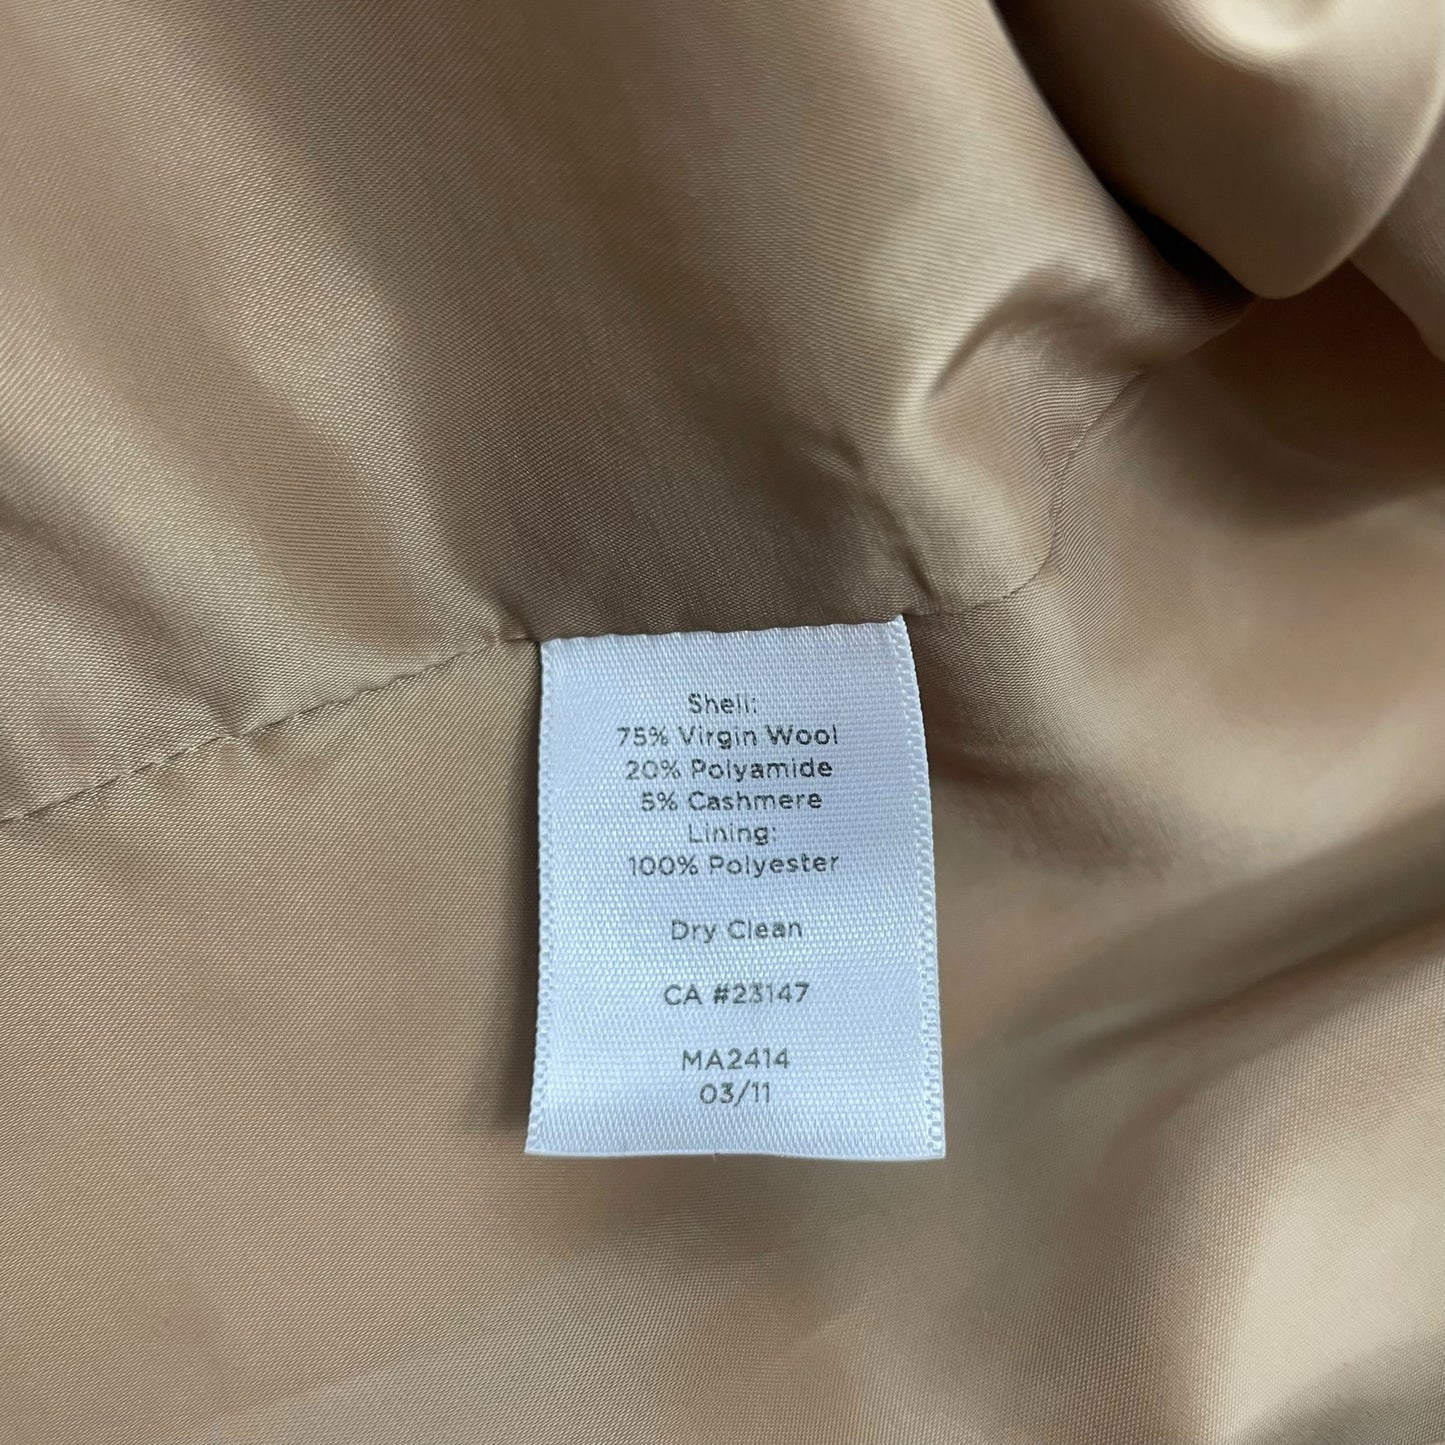 Shell:
75% Virgin Wool
20% Polyamide
5% Cashmere
Lining:
100% Polyester
Dry Clean
CA #23147
MA2414
03/11